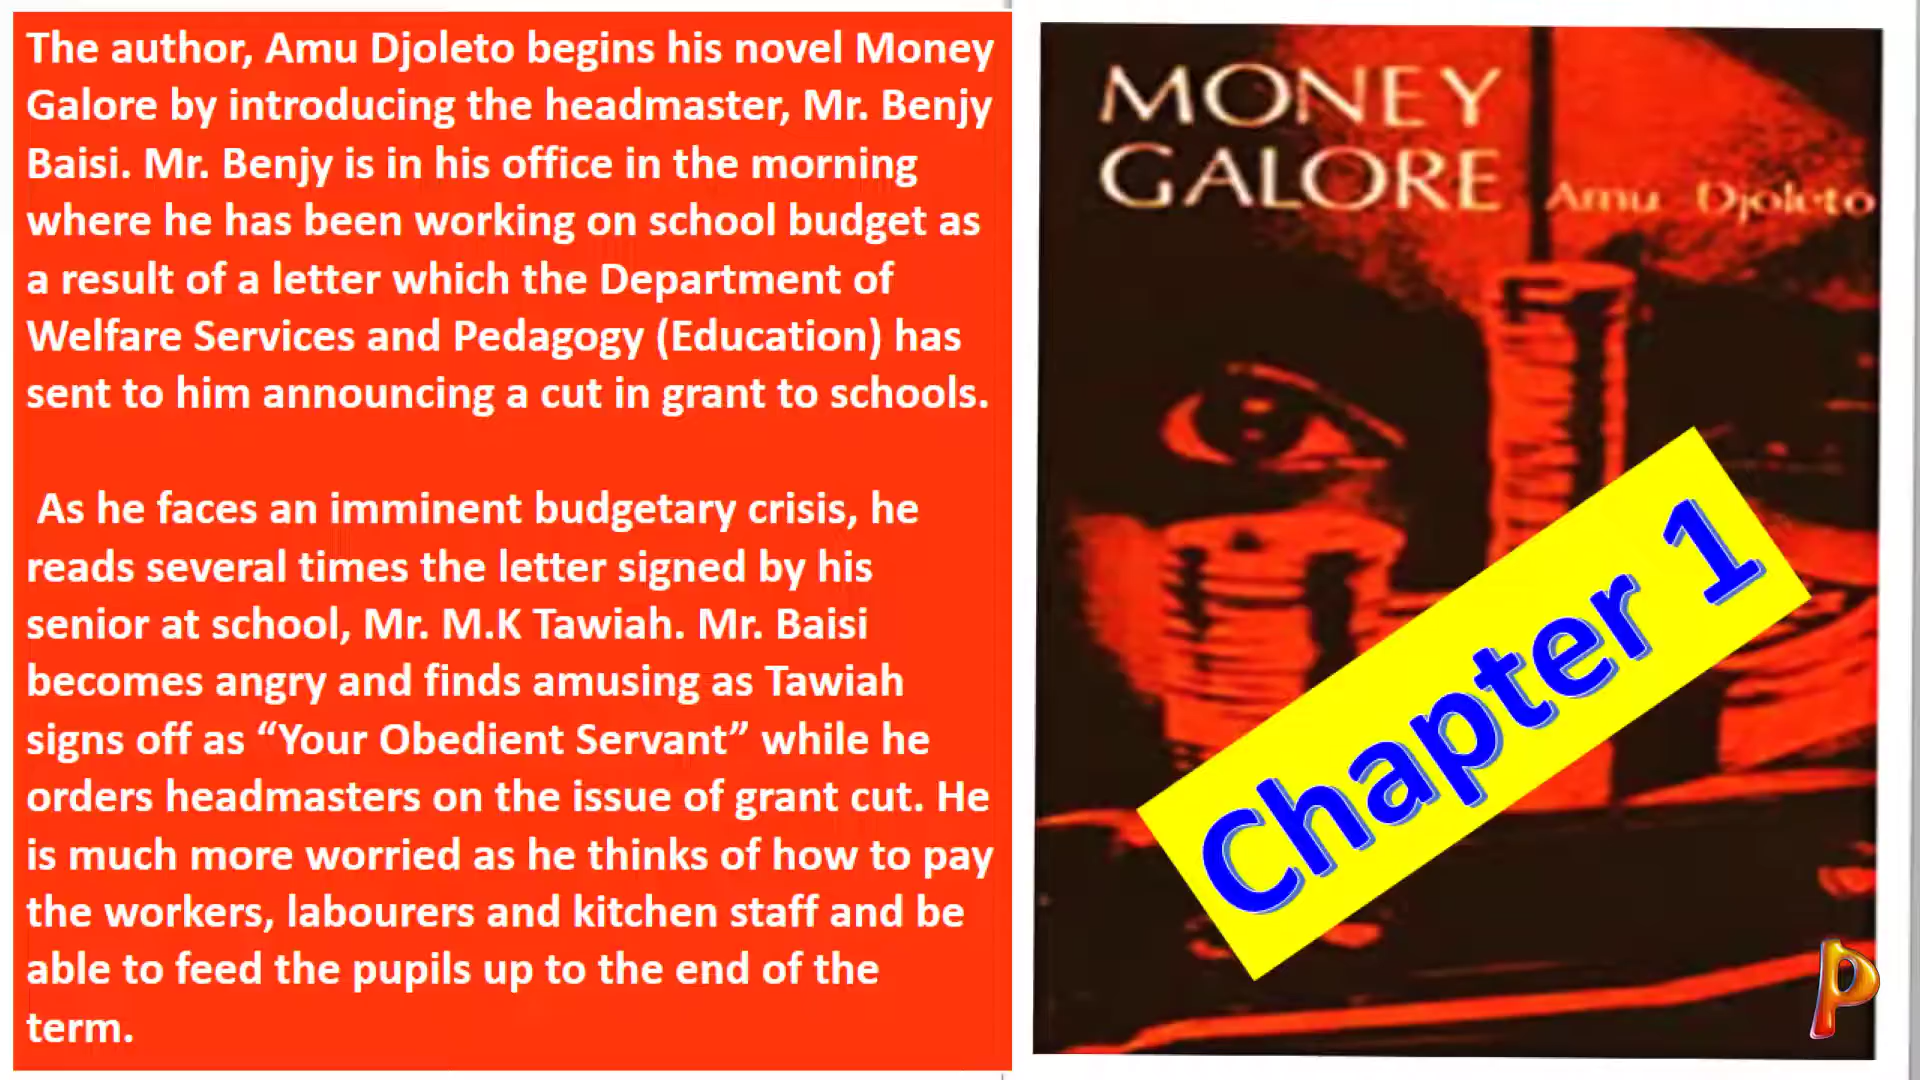 The author, Amu Djoleto begins his novel Money
Galore by introducing the headmaster, Mr. Benjy
Baisi. Mr. Benjy is in his office in the morning
where he has been working on school budget as
a result of a letter which the Department of
Welfare Services and Pedagogy (Education) has
sent to him announcing a cut in grant to schools.
As he faces an imminent budgetary crisis, he
reads several times the letter signed by his
senior at school, Mr. M.K Tawiah. Mr. Baisi
becomes angry and finds amusing as Tawiah
signs off as “Your Obedient Servant” while he
orders headmasters on the issue of grant cut. He
is much more worried as he thinks of how to pay
the workers, labourers and kitchen staff and be
able to feed the pupils up to the end of the
term.
MONEY
GALORE
Amu Djoleto
Chapter 1
P